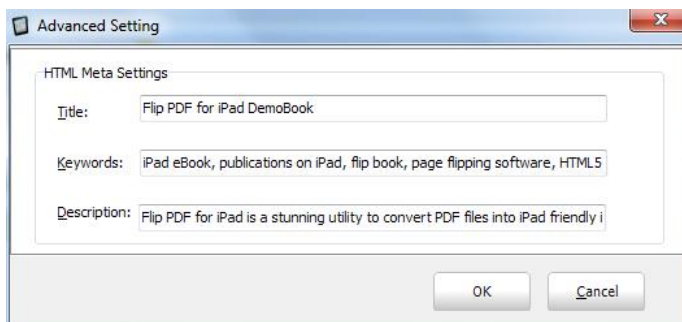 Advanced Setting
HTML Meta Settings
Title: Flip PDF for iPad DemoBook
Keywords: iPad eBook, publications on iPad, flip book, page flipping software, HTML5
Description: Flip PDF for iPad is a stunning utility to convert PDF files into iPad friendly i
OK Cancel